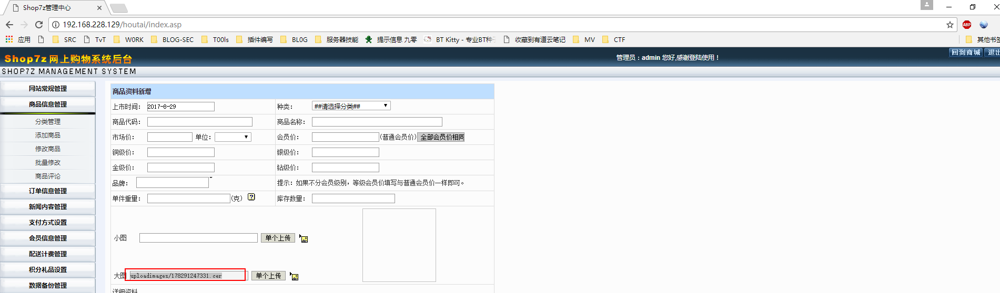 Shop7z管理中心
192.168.228.129/houtai/index.asp
应用 SRC TvT W0RK BLOG-SEC T00ls 插件编写 BL0G 服务器技能 提示信息 九零 BT Kitty - 专业BT种子 收藏到有道云笔记 MV CTF 其他书签
ABP
Shop7z网上购物系统后台
管理员：admin 您好,感谢登陆使用！
回到商城 退出
SHOP7Z MANAGEMENT SYSTEM
网站常规管理
商品信息管理
分类管理
添加商品
修改商品
批量修改
商品评论
订单信息管理
新闻内容管理
支付方式设置
会员信息管理
配送计费管理
积分礼品设置
数据备份管理
商品资料新增
上市时间： 2017-8-29 种类： ##请选择分类##
商品代码： 商品名称：
市场价： 单位： 会员价： (普通会员价) 全部会员价相同
铜级价： 银级价：
金级价： 钻级价：
品牌： 提示：如果不分会员级别，等级会员价填写与普通会员价一样即可。
单件重量： (克) ? 库存数量：
小图 单个上传
大图 uploadimages/178291247331.cer 单个上传
详细资料